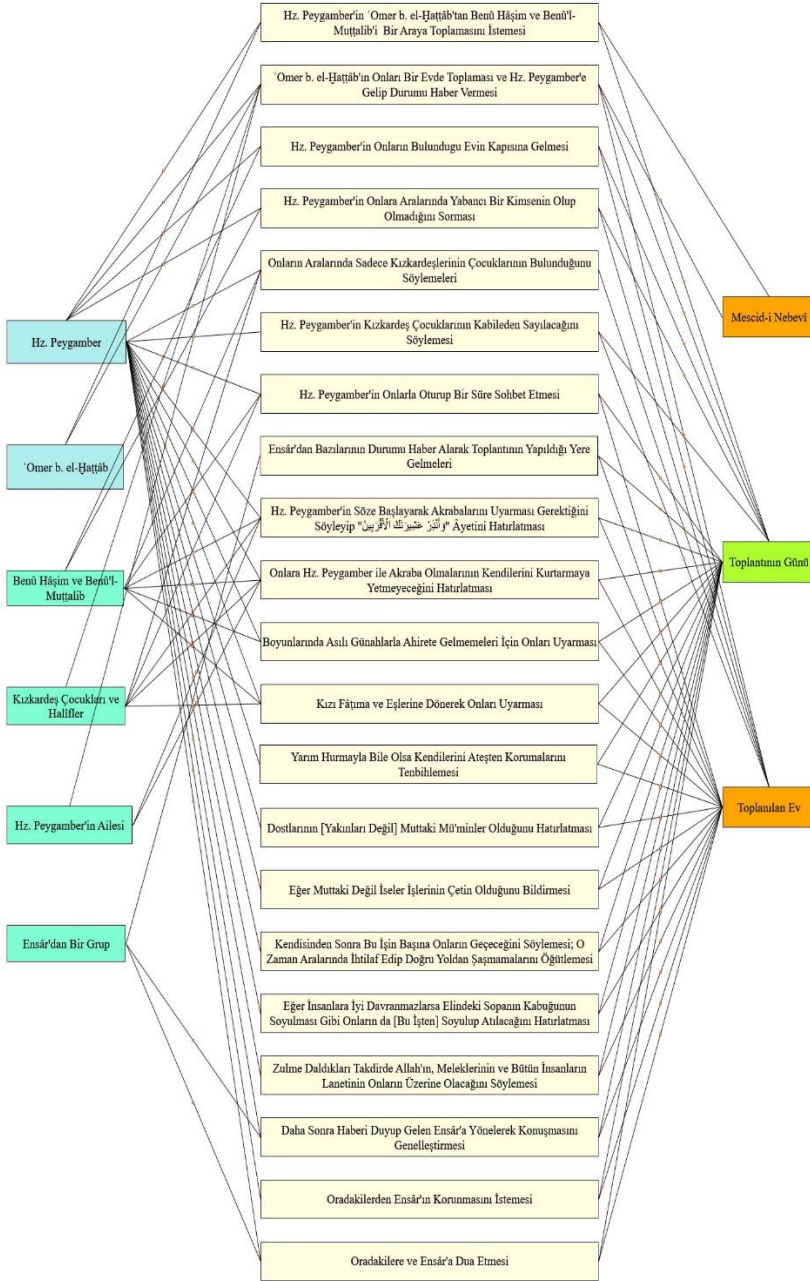 Hz. Peygamber
ʿOmer b. el-Ḫaṭṭâb
Benû Hâşim ve Benû'l-
Muṭṭalib
Kızkardeş Çocukları ve
Halîfler
Hz. Peygamber'in Ailesi
Ensâr'dan Bir Grup
Hz. Peygamber'in ʿOmer b. el-Ḫaṭṭâb'tan Benû Hâşim ve Benû'l-
Muṭṭalib'i Bir Araya Toplamasını İstemesi
ʿOmer b. el-Ḫaṭṭâb'ın Onları Bir Evde Toplaması ve Hz. Peygamber'e
Gelip Durumu Haber Vermesi
Hz. Peygamber'in Onların Bulundugu Evin Kapısına Gelmesi
Hz. Peygamber'in Onlara Aralarında Yabancı Bir Kimsenin Olup
Olmadığını Sorması
Onların Aralarında Sadece Kızkardeşlerinin Çocuklarının Bulunduğunu
Söylemeleri
Hz. Peygamber'in Kızkardeş Çocuklarının Kabileden Sayılacağını
Söylemesi
Hz. Peygamber'in Onlarla Oturup Bir Süre Sohbet Etmesi
Ensâr'dan Bazılarının Durumu Haber Alarak Toplantının Yapıldığı Yere
Gelmeleri
Hz. Peygamber'in Söze Başlayarak Akrabalarını Uyarması Gerektiğini
Söyleyip "وَأَنْذِرْ عَشِيرَتَكَ الْأَقْرَبِينَ" Âyetini Hatırlatması
Onlara Hz. Peygamber ile Akraba Olmalarının Kendilerini Kurtarmaya
Yetmeyeceğini Hatırlatması
Boyunlarında Asılı Günahlarla Ahirete Gelmemeleri İçin Onları Uyarması
Kızı Fâṭıma ve Eşlerine Dönerek Onları Uyarması
Yarım Hurmayla Bile Olsa Kendilerini Ateşten Korumalarını
Tenbihlemesi
Dostlarının [Yakınları Değil] Muttaki Mü'minler Olduğunu Hatırlatması
Eğer Muttaki Değil İseler İşlerinin Çetin Olduğunu Bildirmesi
Kendisinden Sonra Bu İşin Başına Onların Geçeceğini Söylemesi; O
Zaman Aralarında İhtilaf Edip Doğru Yoldan Şaşmamalarını Öğütlemesi
Eğer İnsanlara İyi Davranmazlarsa Elindeki Sopanın Kabuğunun
Soyulması Gibi Onların da [Bu İşten] Soyulup Atılacağını Hatırlatması
Zulme Daldıkları Takdirde Allah'ın, Meleklerinin ve Bütün İnsanların
Lanetinin Onların Üzerine Olacağını Söylemesi
Daha Sonra Haberi Duyup Gelen Ensâr'a Yönelerek Konuşmasını
Genelleştirmesi
Oradakilerden Ensâr'ın Korunmasını İstemesi
Oradakilere ve Ensâr'a Dua Etmesi
Mescid-i Nebevî
Toplantının Günü
Toplanılan Ev